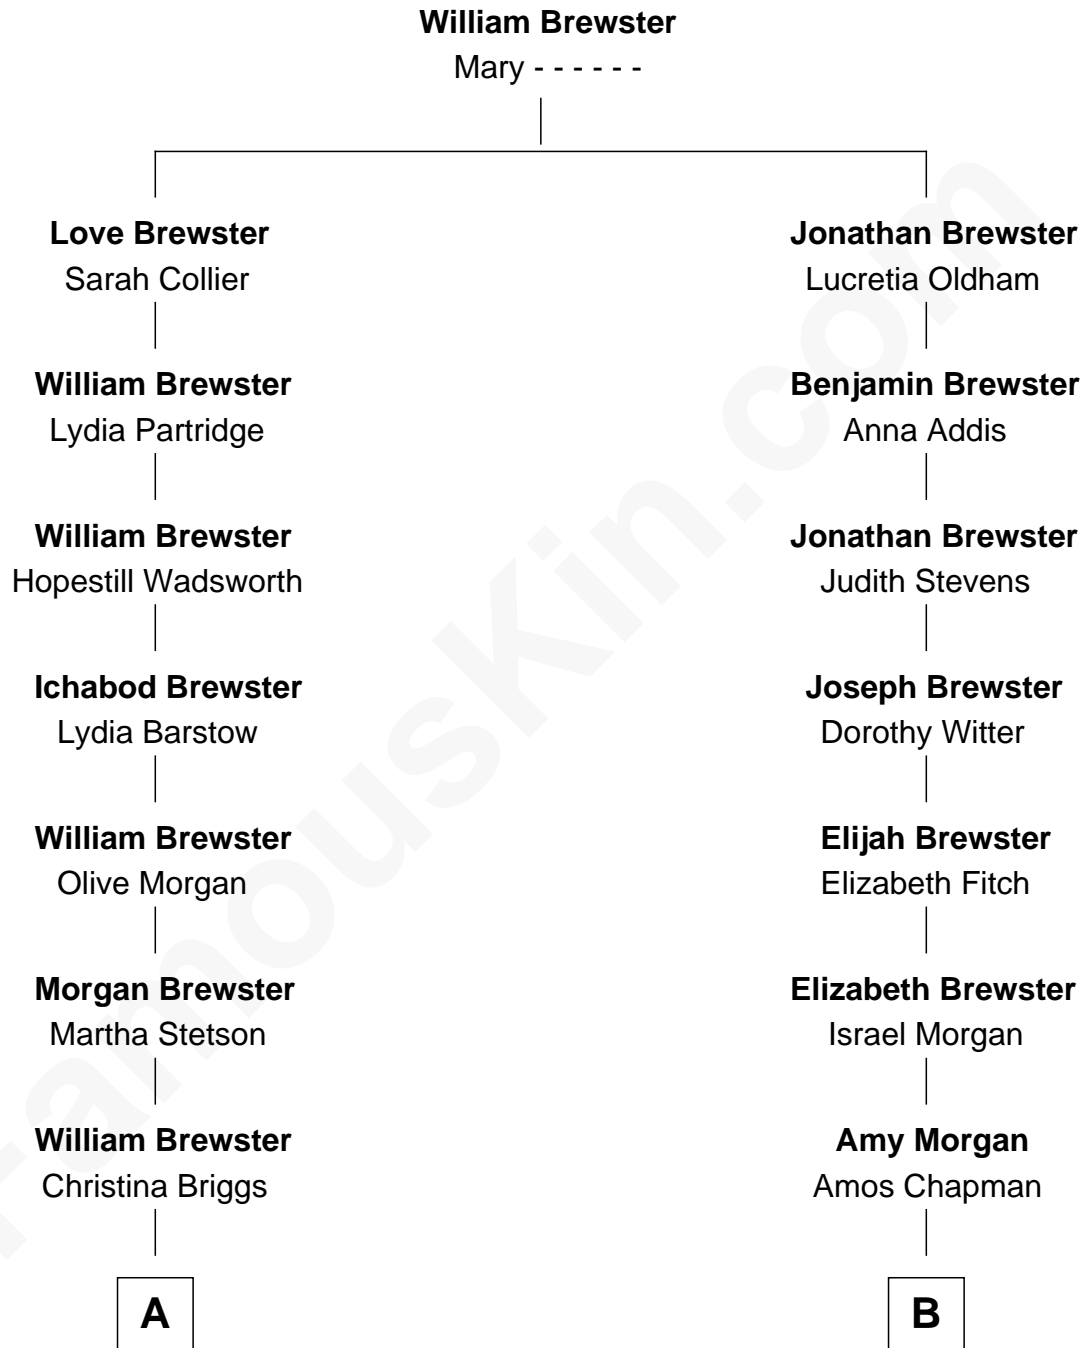 William Brewster
Mary - - - - - -
Love Brewster
Sarah Collier
Jonathan Brewster
Lucretia Oldham
William Brewster
Lydia Partridge
Benjamin Brewster
Anna Addis
William Brewster
Hopestill Wadsworth
Jonathan Brewster
Judith Stevens
Ichabod Brewster
Lydia Barstow
Joseph Brewster
Dorothy Witter
William Brewster
Olive Morgan
Elijah Brewster
Elizabeth Fitch
Morgan Brewster
Martha Stetson
Elizabeth Brewster
Israel Morgan
William Brewster
Christina Briggs
Amy Morgan
Amos Chapman
A
B
FamousKin.com